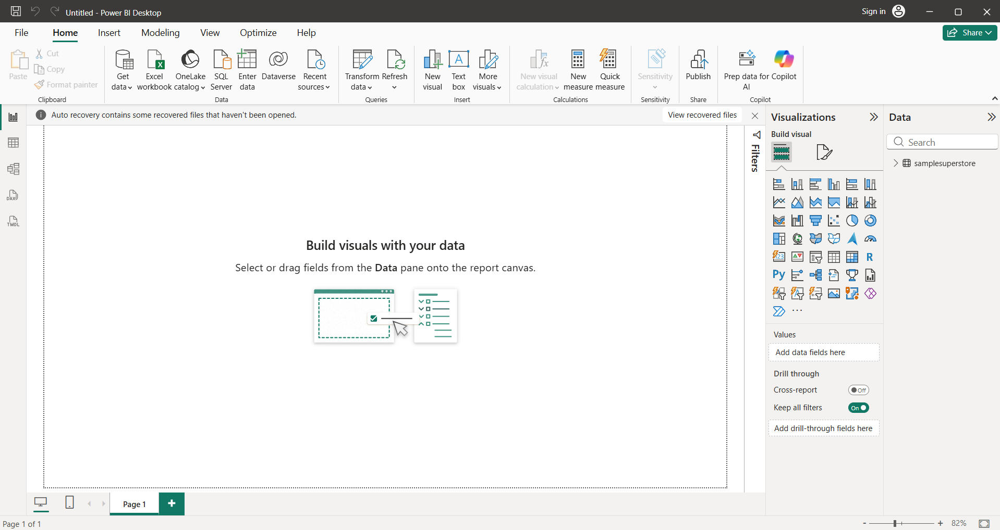 Untitled - Power BI Desktop
Sign in
File
Home
Insert
Modeling
View
Optimize
Help
Share
Paste
Cut
Copy
Format painter
Clipboard
Get data
Excel workbook
OneLake catalog
SQL Server
Enter data
Dataverse
Recent sources
Data
Transform data
Refresh
Queries
New visual
Text box
More visuals
Insert
New visual calculation
New measure
Quick measure
Calculations
Sensitivity
Sensitivity
Publish
Share
Prep data for AI
Copilot
Copilot
Auto recovery contains some recovered files that haven't been opened.
View recovered files
DAX
TMDL
Build visuals with your data
Select or drag fields from the Data pane onto the report canvas.
Filters
Visualizations
Build visual
123
R
Py
Values
Add data fields here
Drill through
Cross-report
Off
Keep all filters
On
Add drill-through fields here
Data
Search
samplesuperstore
Page 1
Page 1 of 1
- + 82%